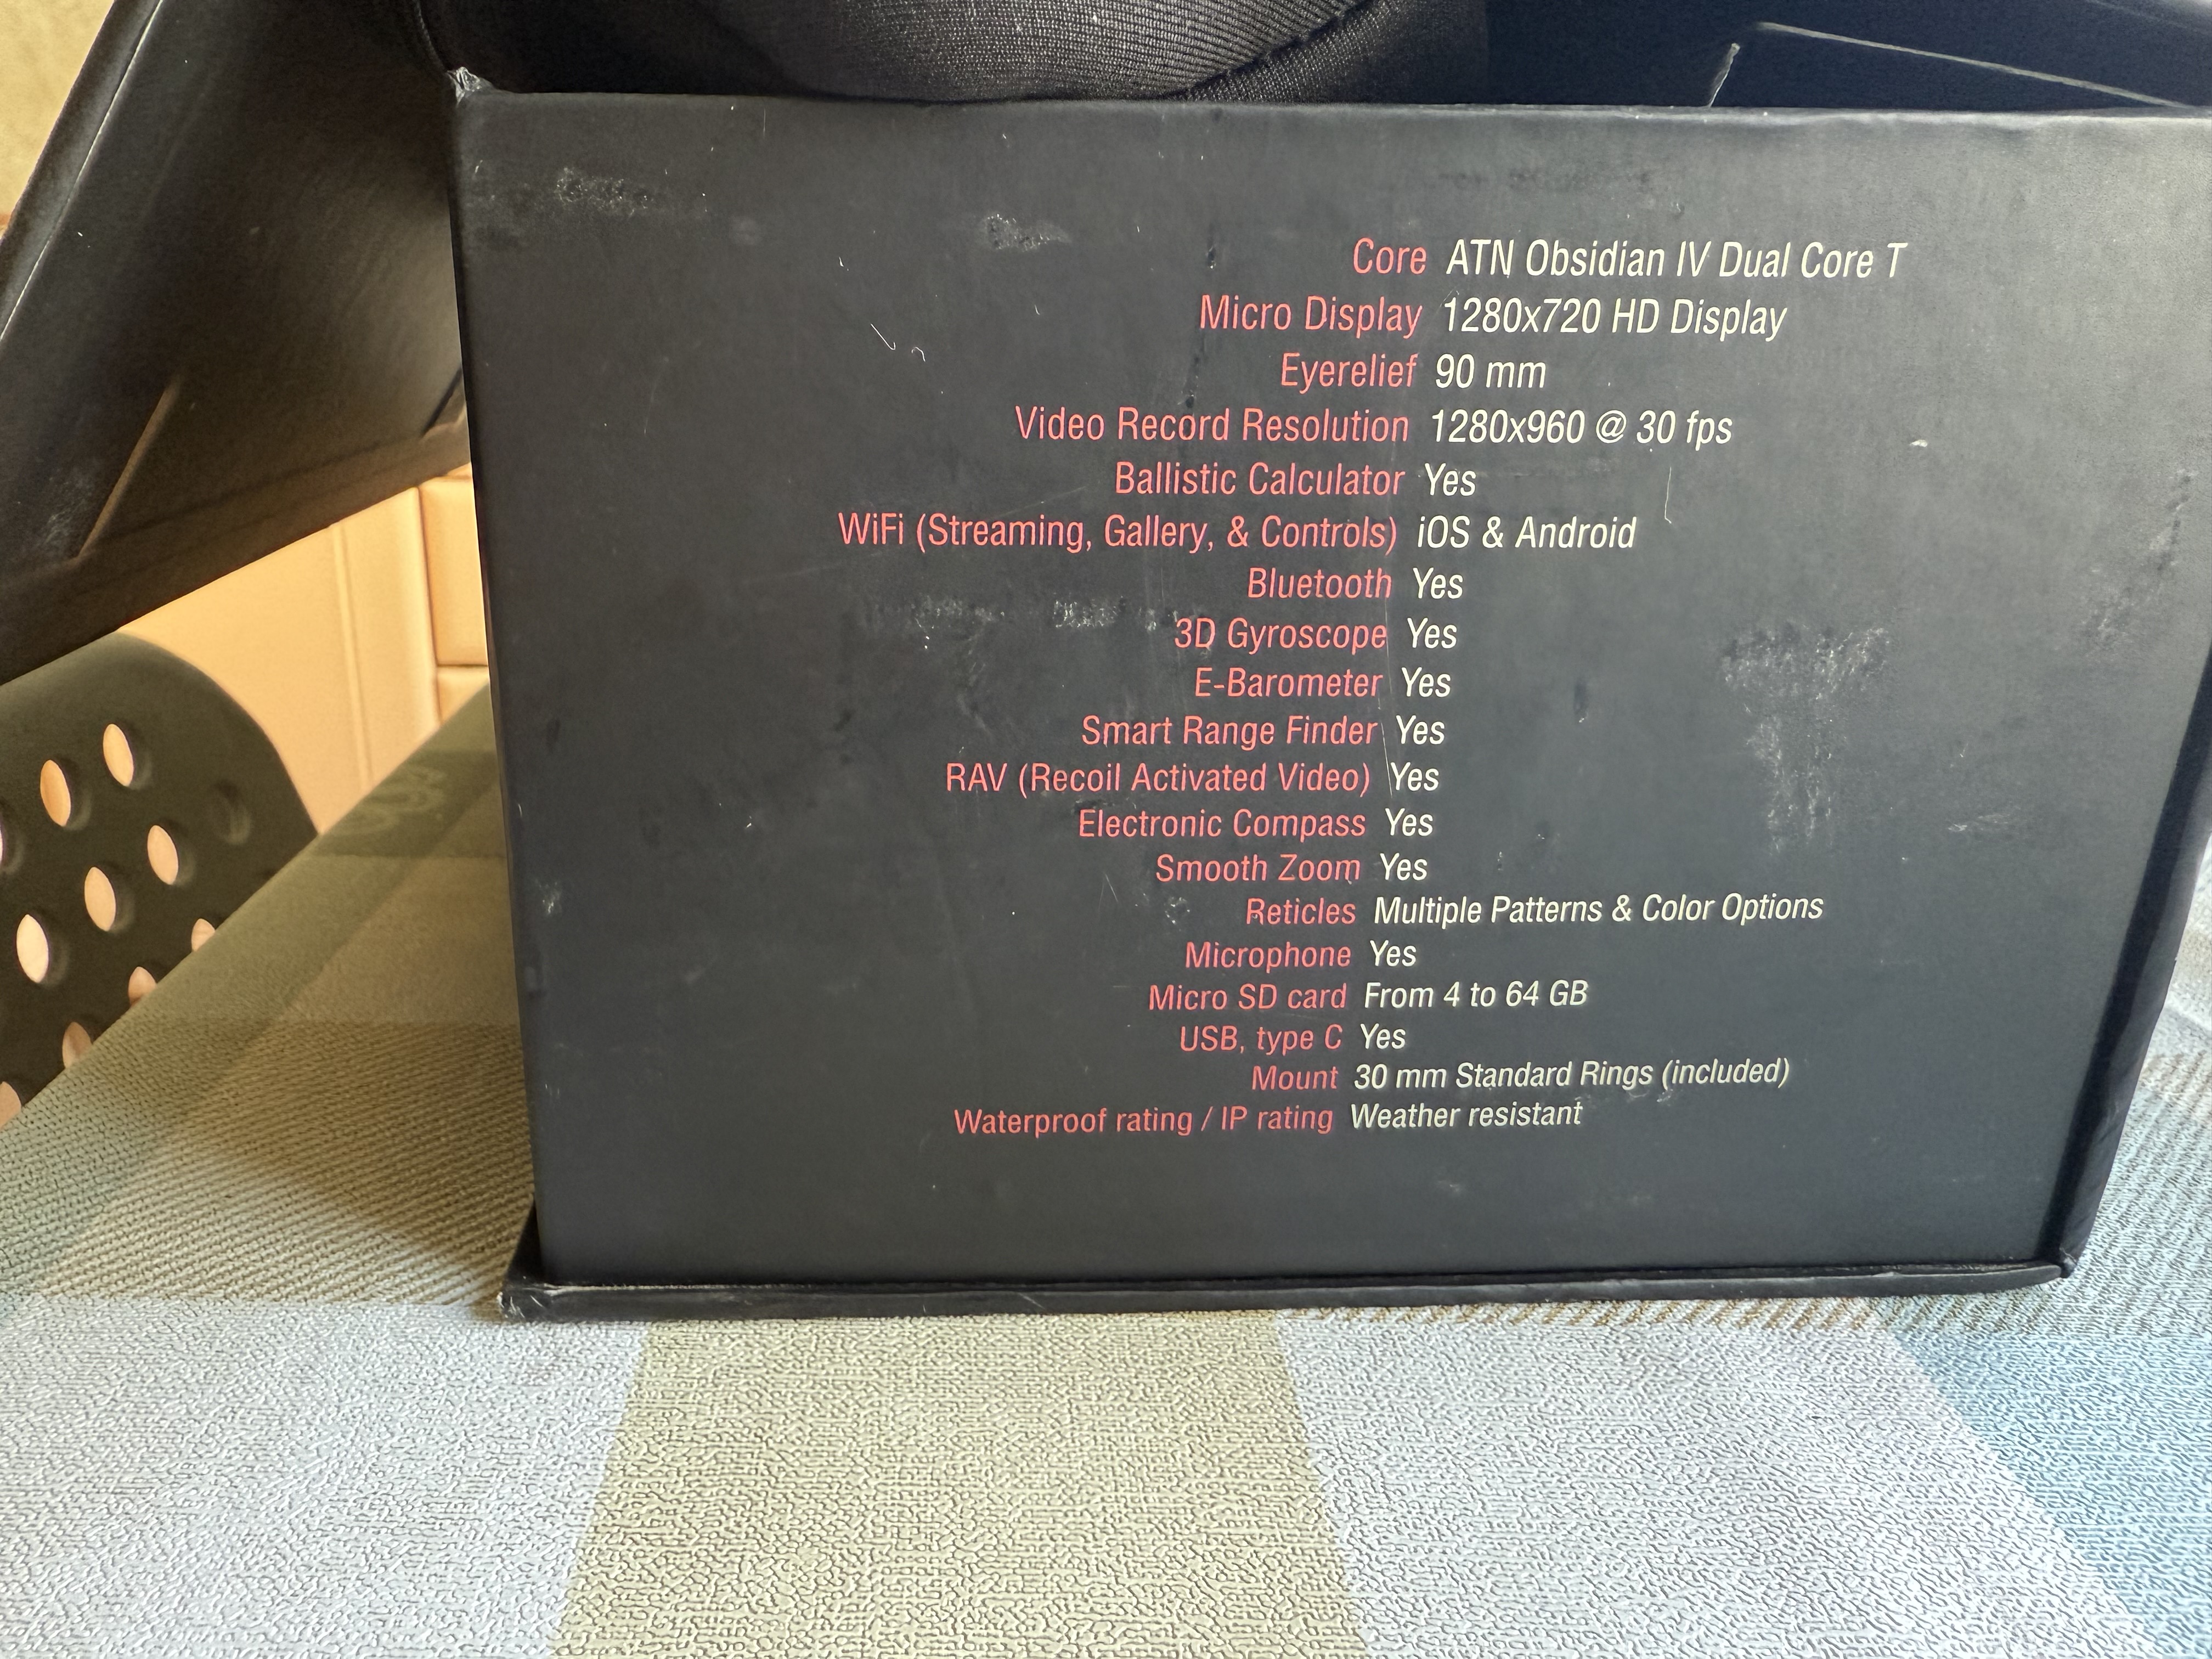 Core ATN Obsidian IV Dual Core T
Micro Display 1280x720 HD Display
Eyerelief 90 mm
Video Record Resolution 1280x960 @ 30 fps
Ballistic Calculator Yes
WiFi (Streaming, Gallery, & Controls) iOS & Android
Bluetooth Yes
3D Gyroscope Yes
E-Barometer Yes
Smart Range Finder Yes
RAV (Recoil Activated Video) Yes
Electronic Compass Yes
Smooth Zoom Yes
Reticles Multiple Patterns & Color Options
Microphone Yes
Micro SD card From 4 to 64 GB
USB, type C Yes
Mount 30 mm Standard Rings (included)
Waterproof rating / IP rating Weather resistant